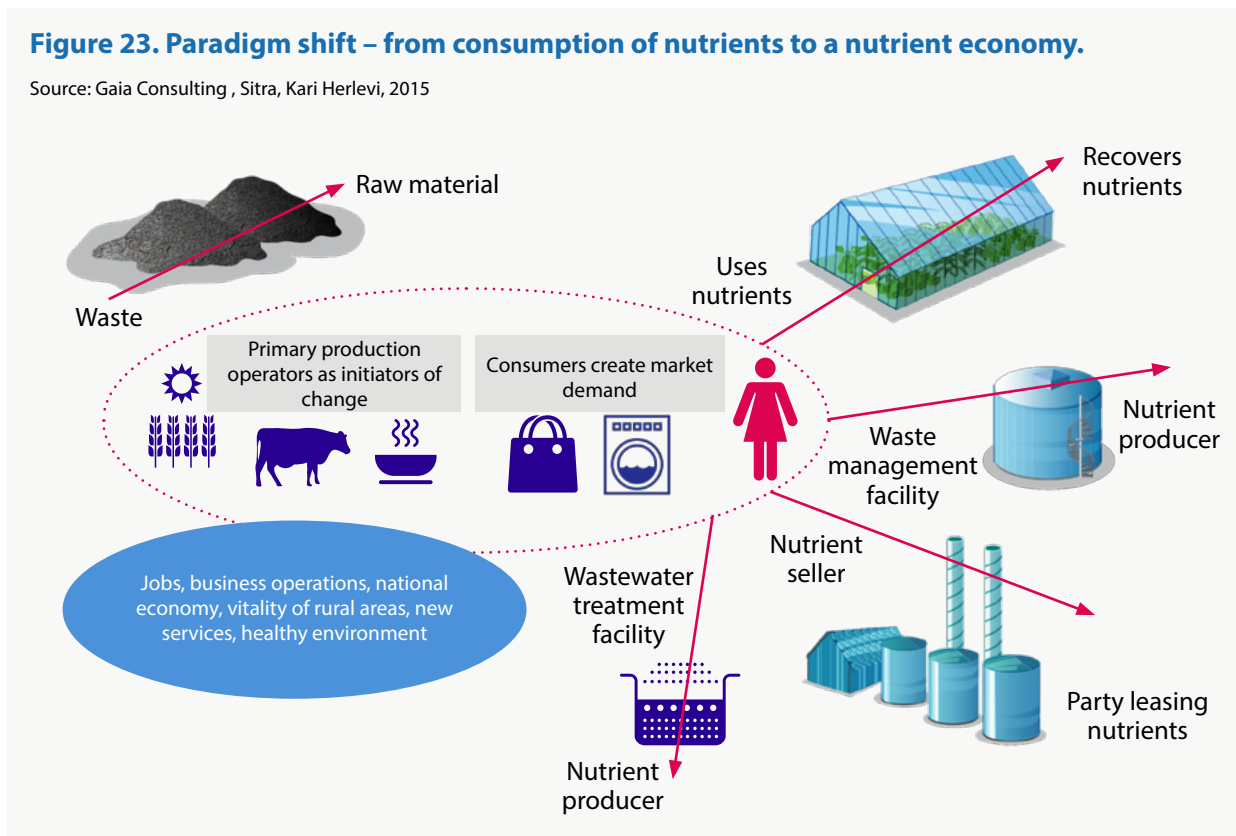 Figure 23. Paradigm shift – from consumption of nutrients to a nutrient economy.
Source: Gaia Consulting , Sitra, Kari Herlevi, 2015
Raw material
Waste
Recovers
nutrients
Uses
nutrients
Primary production
operators as initiators of
change
Consumers create market
demand
Waste
management
facility
Nutrient
producer
Nutrient
seller
Party leasing
nutrients
Wastewater
treatment
facility
Nutrient
producer
Jobs, business operations, national
economy, vitality of rural areas, new
services, healthy environment